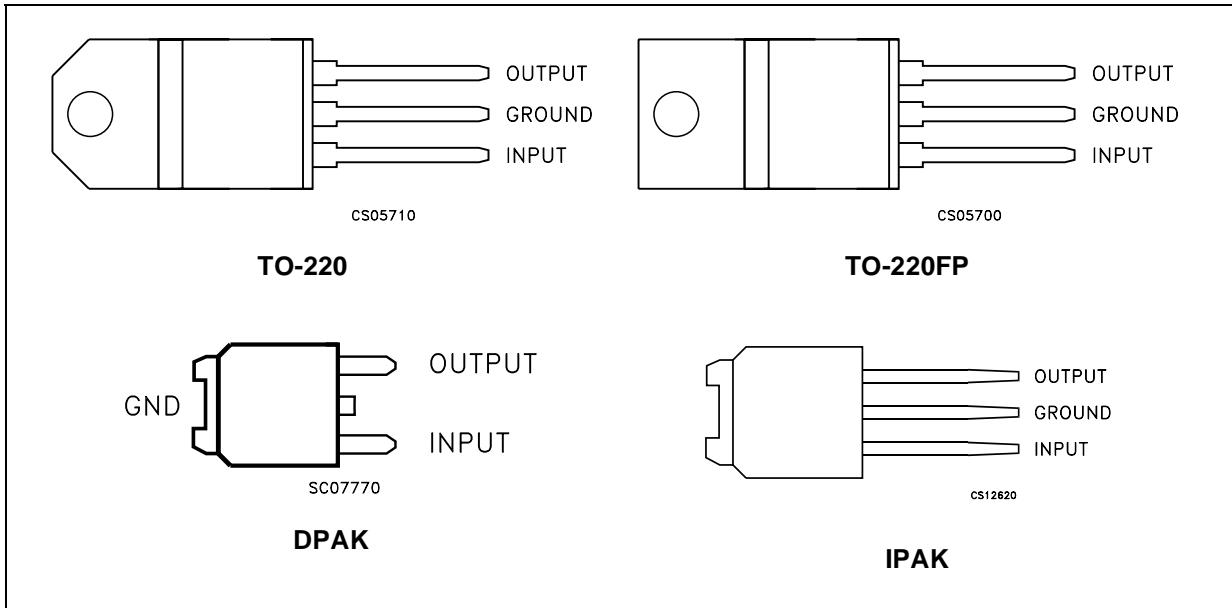 OUTPUT
GROUND
INPUT
CS05710
TO-220
OUTPUT
GROUND
INPUT
CS05700
TO-220FP
GND
OUTPUT
INPUT
SC07770
DPAK
OUTPUT
GROUND
INPUT
CS12620
IPAK